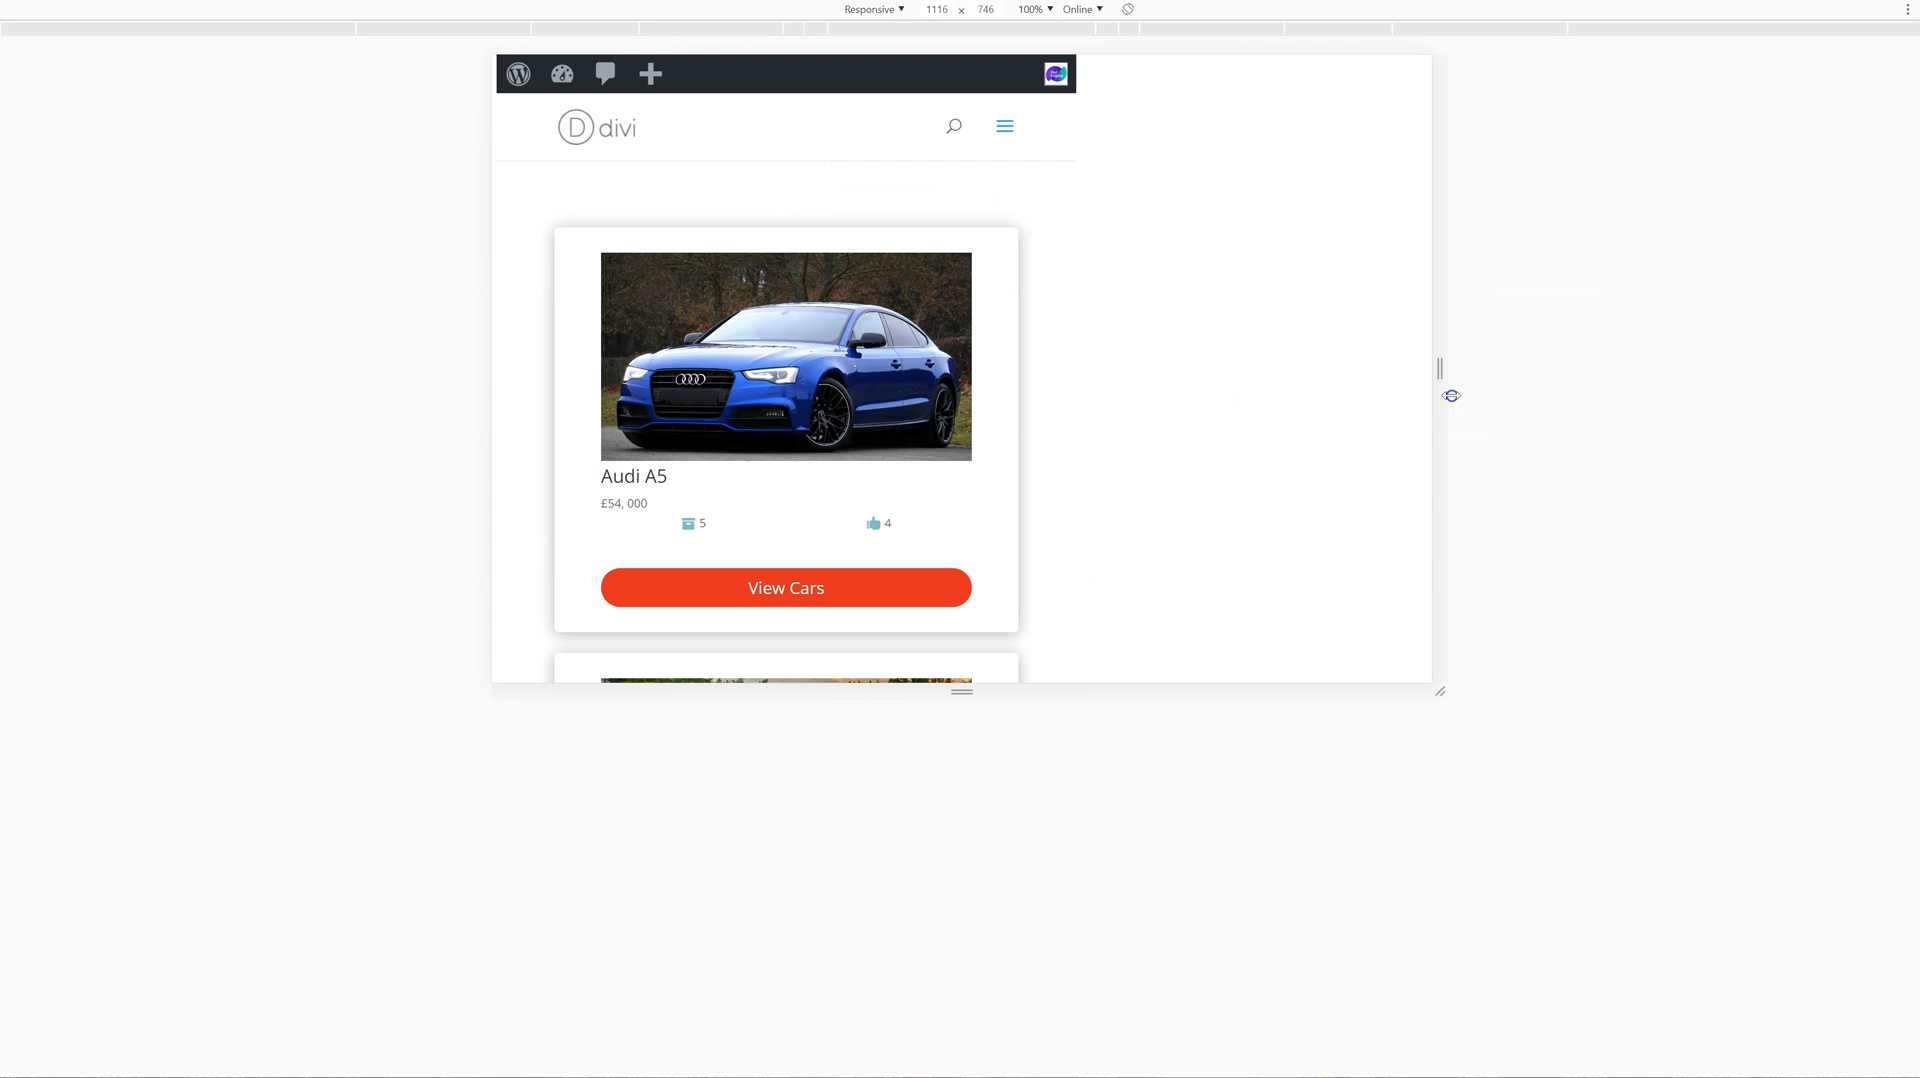 Responsive ▼ 1116 × 746 100% ▼ Online ▼
divi
Audi A5
£54, 000
5 4
View Cars